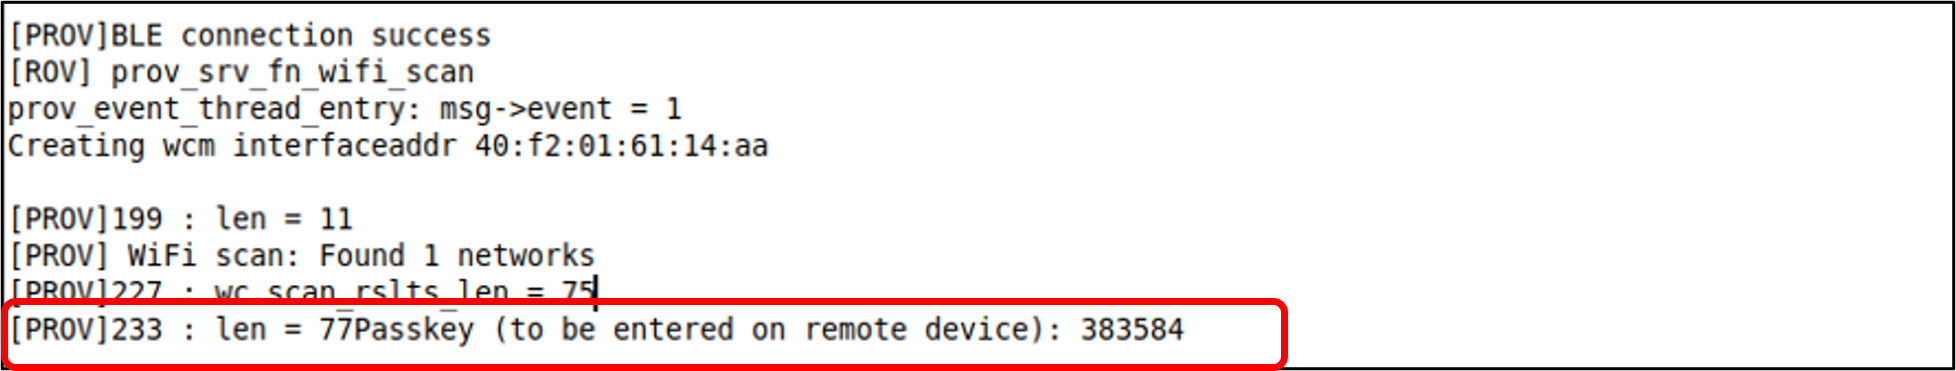 [PROV]BLE connection success
[ROV] prov_srv_fn_wifi_scan
prov_event_thread_entry: msg->event = 1
Creating wcm interfaceaddr 40:f2:01:61:14:aa
[PROV]199 : len = 11
[PROV] WiFi scan: Found 1 networks
[PROV]227 : wc.scan_rslts_len = 75
[PROV]233 : len = 77Passkey (to be entered on remote device): 383584